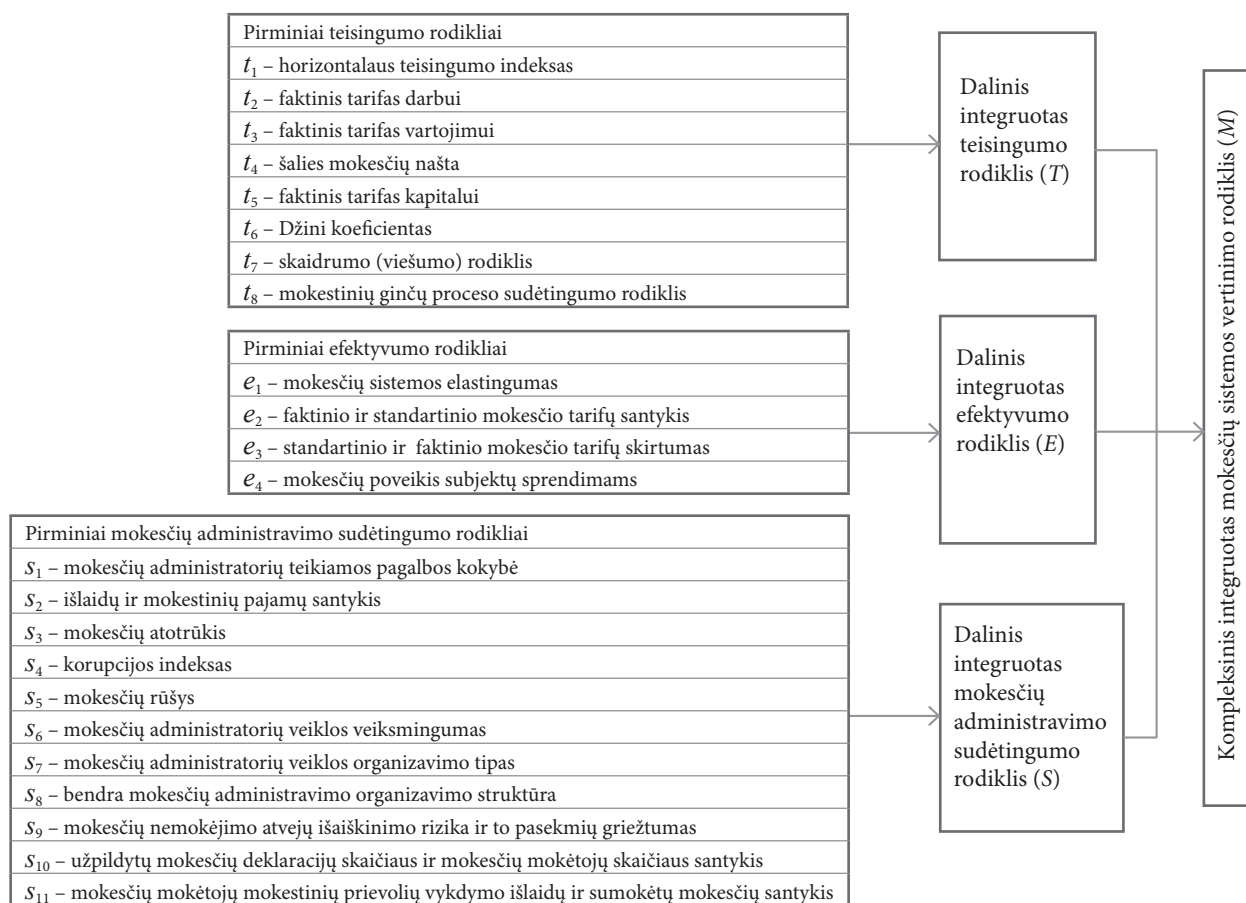 Pirminiai teisingumo rodikliai
t1 – horizontalaus teisingumo indeksas
t2 – faktinis tarifas darbui
t3 – faktinis tarifas vartojimui
t4 – šalies mokesčių našta
t5 – faktinis tarifas kapitalui
t6 – Džini koeficientas
t7 – skaidrumo (viešumo) rodiklis
t8 – mokestinių ginčų proceso sudėtingumo rodiklis
Dalinis
integruotas
teisingumo
rodiklis (T)
Pirminiai efektyvumo rodikliai
e1 – mokesčių sistemos elastingumas
e2 – faktinio ir standartinio mokesčio tarifų santykis
e3 – standartinio ir faktinio mokesčio tarifų skirtumas
e4 – mokesčių poveikis subjektų sprendimams
Dalinis
integruotas
efektyvumo
rodiklis (E)
Pirminiai mokesčių administravimo sudėtingumo rodikliai
s1 – mokesčių administratorių teikiamos pagalbos kokybė
s2 – išlaidų ir mokestinių pajamų santykis
s3 – mokesčių atotrūkis
s4 – korupcijos indeksas
s5 – mokesčių rūšys
s6 – mokesčių administratorių veiklos veiksmingumas
s7 – mokesčių administratorių veiklos organizavimo tipas
s8 – bendra mokesčių administravimo organizavimo struktūra
s9 – mokesčių nemokėjimo atvejų išaiškinimo rizika ir to pasekmių griežtumas
s10 – užpildytų mokesčių deklaracijų skaičiaus ir mokesčių mokėtojų skaičiaus santykis
s11 – mokesčių mokėtojų mokestinių prievolių vykdymo išlaidų ir sumokėtų mokesčių santykis
Dalinis
integruotas
mokesčių
administravimo
sudėtingumo
rodiklis (S)
Kompleksinis integruotas mokesčių sistemos vertinimo rodiklis (M)